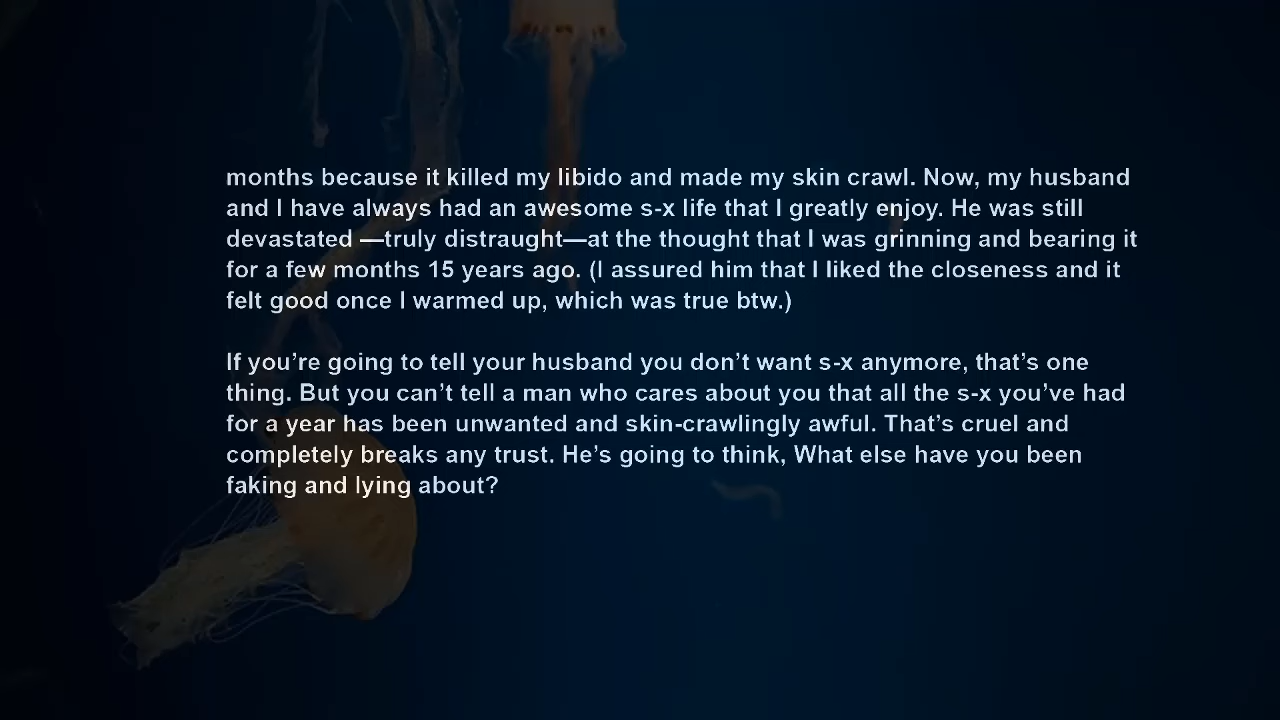 months because it killed my libido and made my skin crawl. Now, my husband
and I have always had an awesome s-x life that I greatly enjoy. He was still
devastated —truly distraught—at the thought that I was grinning and bearing it
for a few months 15 years ago. (I assured him that I liked the closeness and it
felt good once I warmed up, which was true btw.)

If you’re going to tell your husband you don’t want s-x anymore, that’s one
thing. But you can’t tell a man who cares about you that all the s-x you’ve had
for a year has been unwanted and skin-crawlingly awful. That’s cruel and
completely breaks any trust. He’s going to think, What else have you been
faking and lying about?